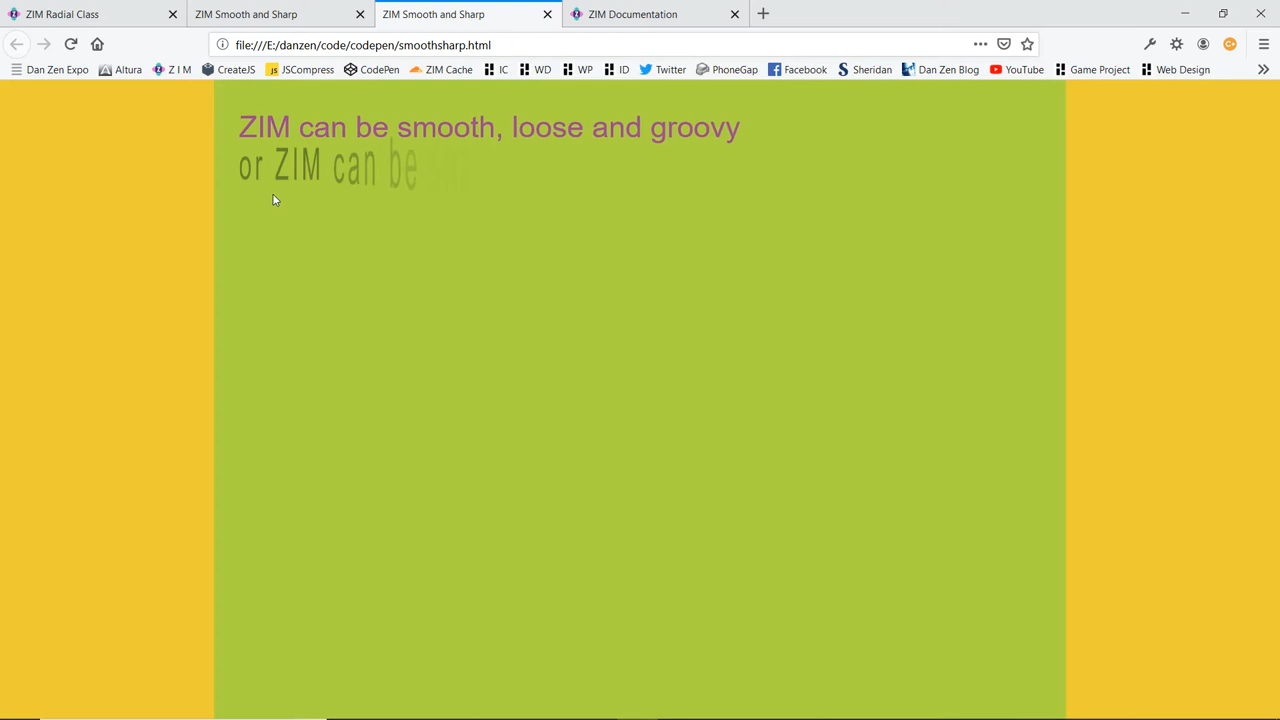 ZIM Radial Class
ZIM Smooth and Sharp
ZIM Smooth and Sharp
ZIM Documentation
file:///E:/danzen/code/codepen/smoothsharp.html
Dan Zen Expo
Altura
Z I M
CreateJS
JSCompress
CodePen
ZIM Cache
IC
WD
WP
ID
Twitter
PhoneGap
Facebook
Sheridan
Dan Zen Blog
YouTube
Game Project
Web Design
ZIM can be smooth, loose and groovy
or ZIM can be